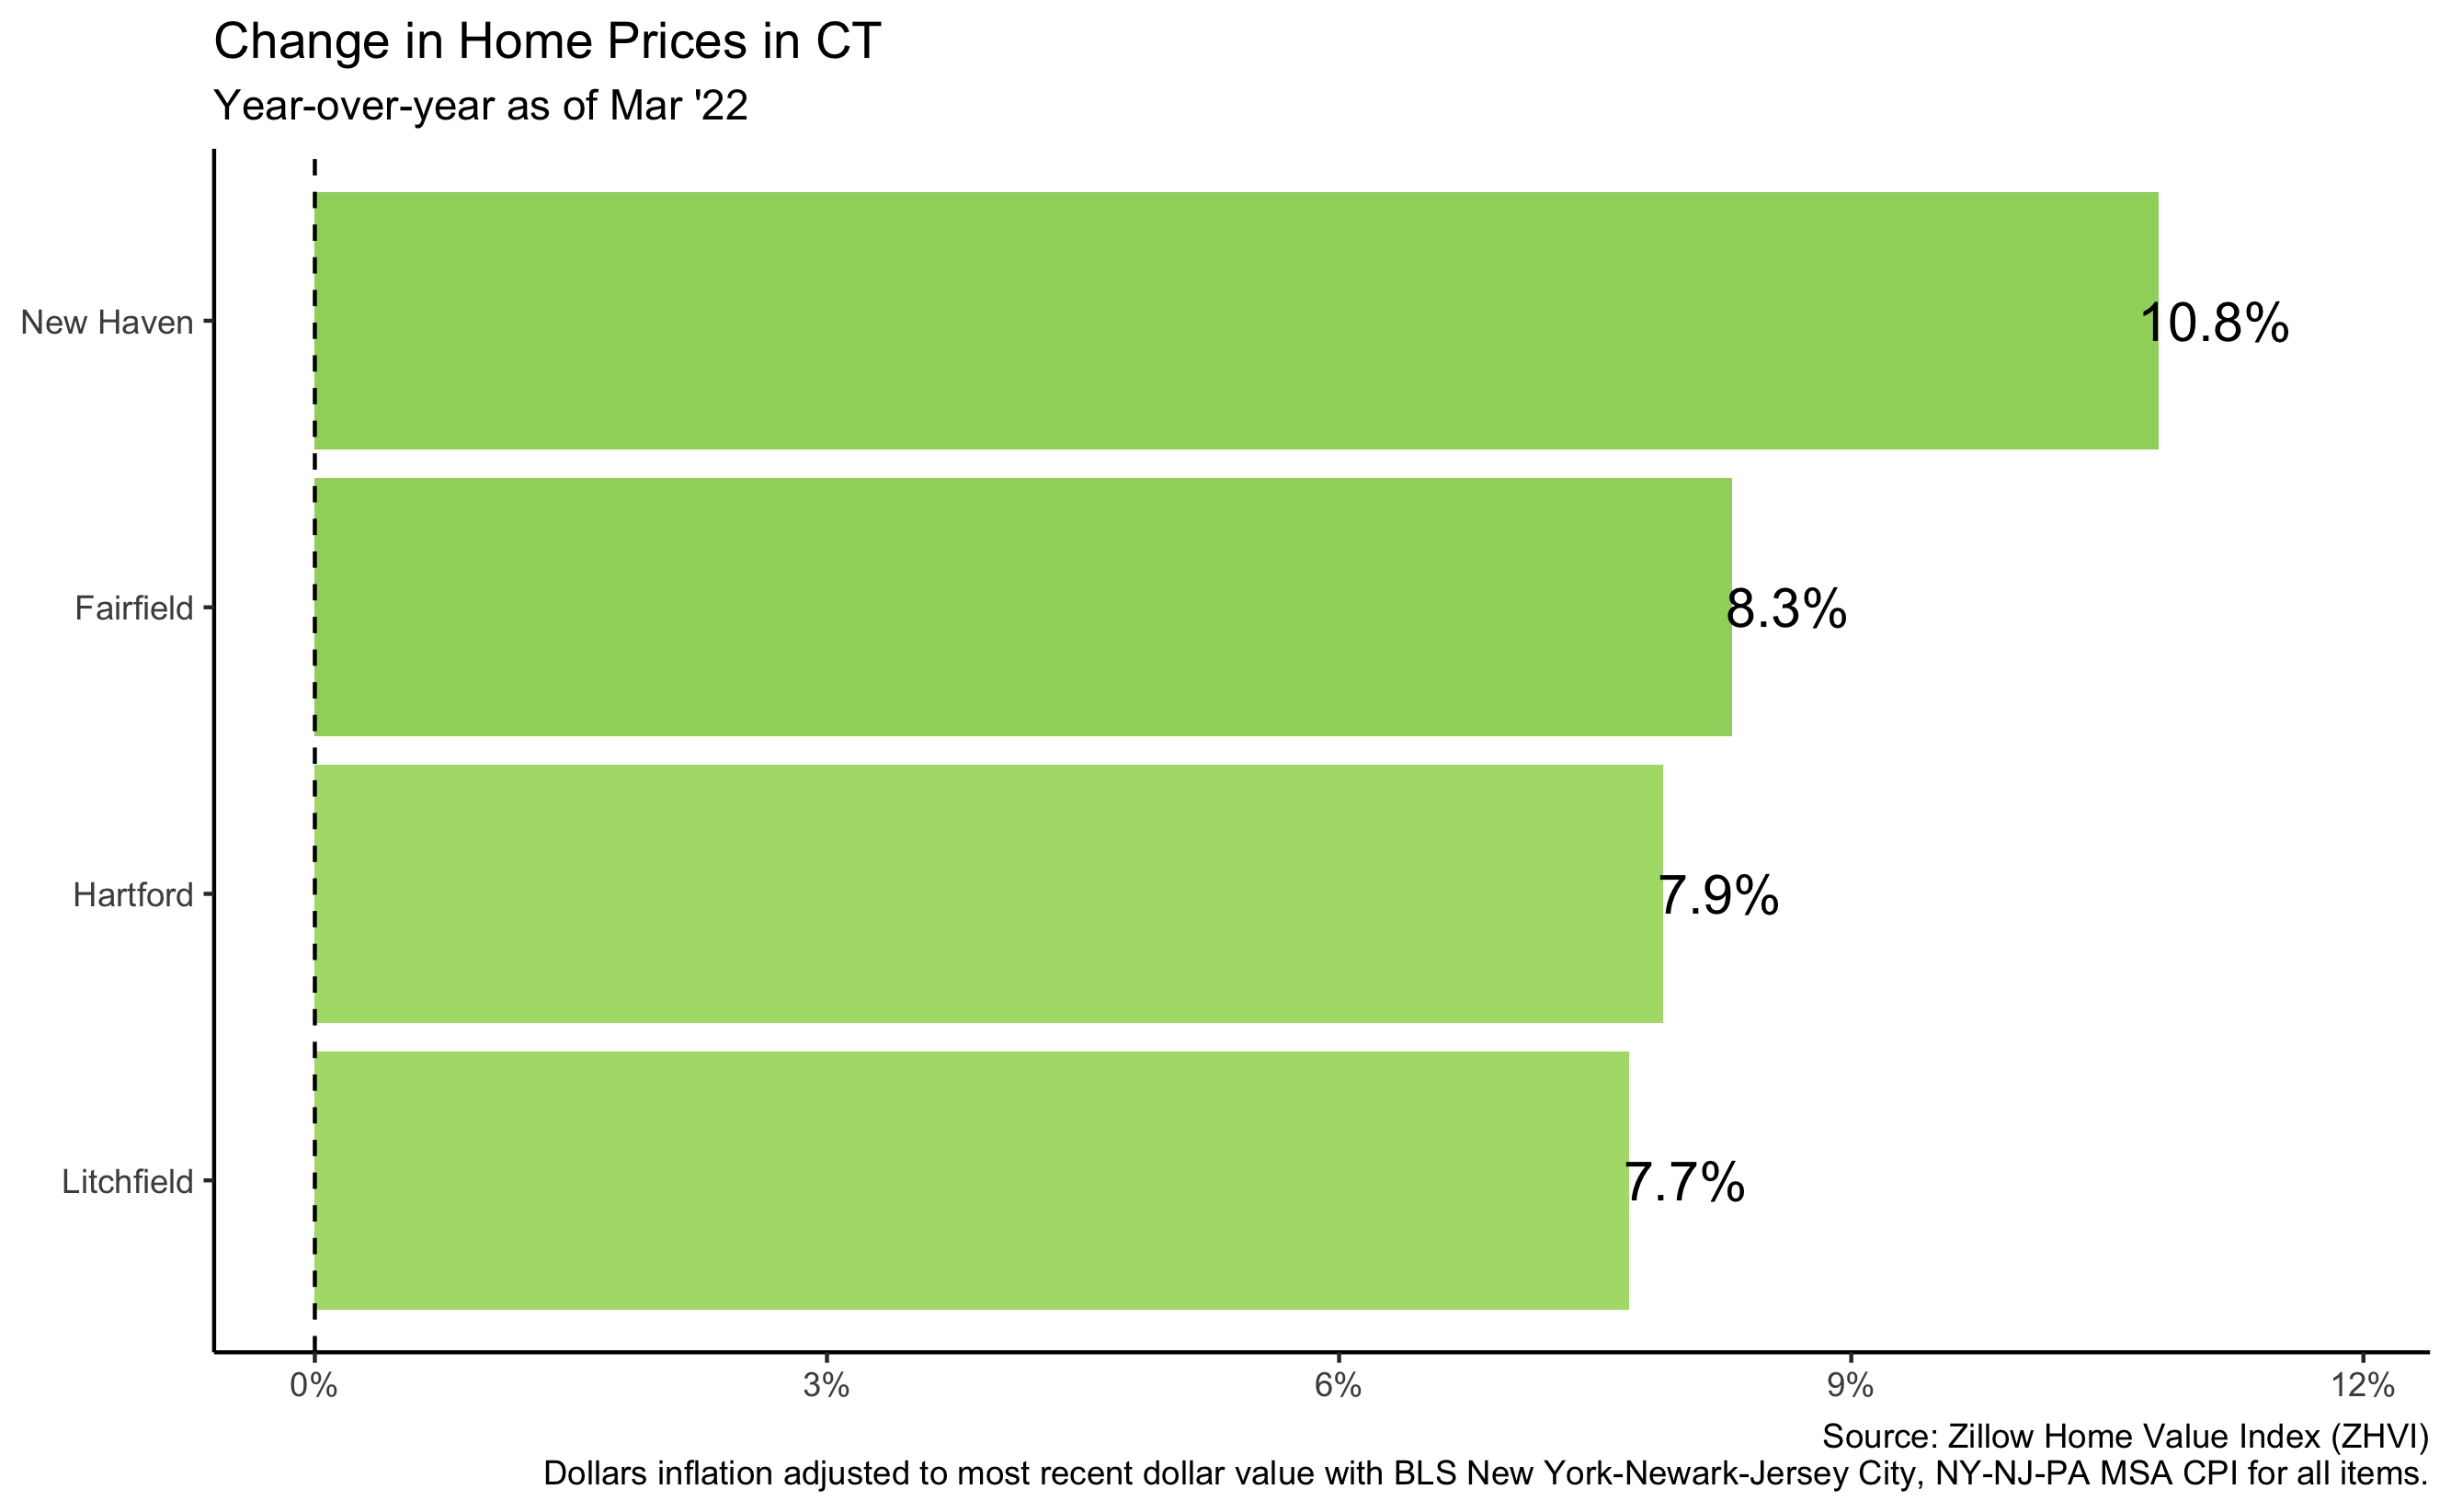 Change in Home Prices in CT
Year-over-year as of Mar '22
New Haven
10.8%
Fairfield
8.3%
Hartford
7.9%
Litchfield
7.7%
0%
3%
6%
9%
12%
Source: Zillow Home Value Index (ZHVI)
Dollars inflation adjusted to most recent dollar value with BLS New York-Newark-Jersey City, NY-NJ-PA MSA CPI for all items.